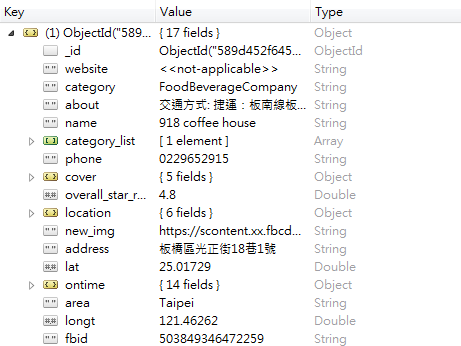 Key Value Type
(1) ObjectId("589... { 17 fields } Object
_id ObjectId("589d452f645... ObjectId
"" website <<not-applicable>> String
"" category FoodBeverageCompany String
"" about 交通方式: 捷運：板南線板... String
"" name 918 coffee house String
category_list [ 1 element ] Array
"" phone 0229652915 String
cover { 5 fields } Object
## overall_star_r... 4.8 Double
location { 6 fields } Object
"" new_img https://scontent.xx.fbcd... String
"" address 板橋區光正街18巷1號 String
## lat 25.01729 Double
ontime { 14 fields } Object
"" area Taipei String
## longt 121.46262 Double
"" fbid 503849346472259 String